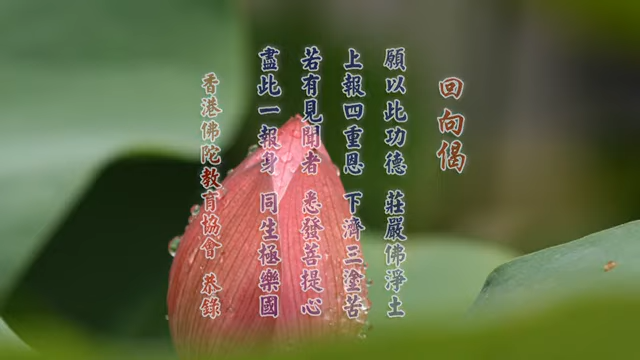 回向偈
願以此功德 莊嚴佛淨土
上報四重恩 下濟三塗苦
若有見聞者 悉發菩提心
盡此一報身 同生極樂國
香港佛陀教育協會 恭錄